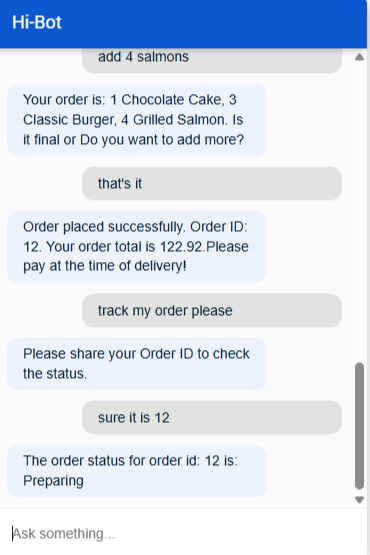 Hi-Bot
add 4 salmons
Your order is: 1 Chocolate Cake, 3
Classic Burger, 4 Grilled Salmon. Is
it final or Do you want to add more?
that's it
Order placed successfully. Order ID:
12. Your order total is 122.92.Please
pay at the time of delivery!
track my order please
Please share your Order ID to check
the status.
sure it is 12
The order status for order id: 12 is:
Preparing
Ask something...